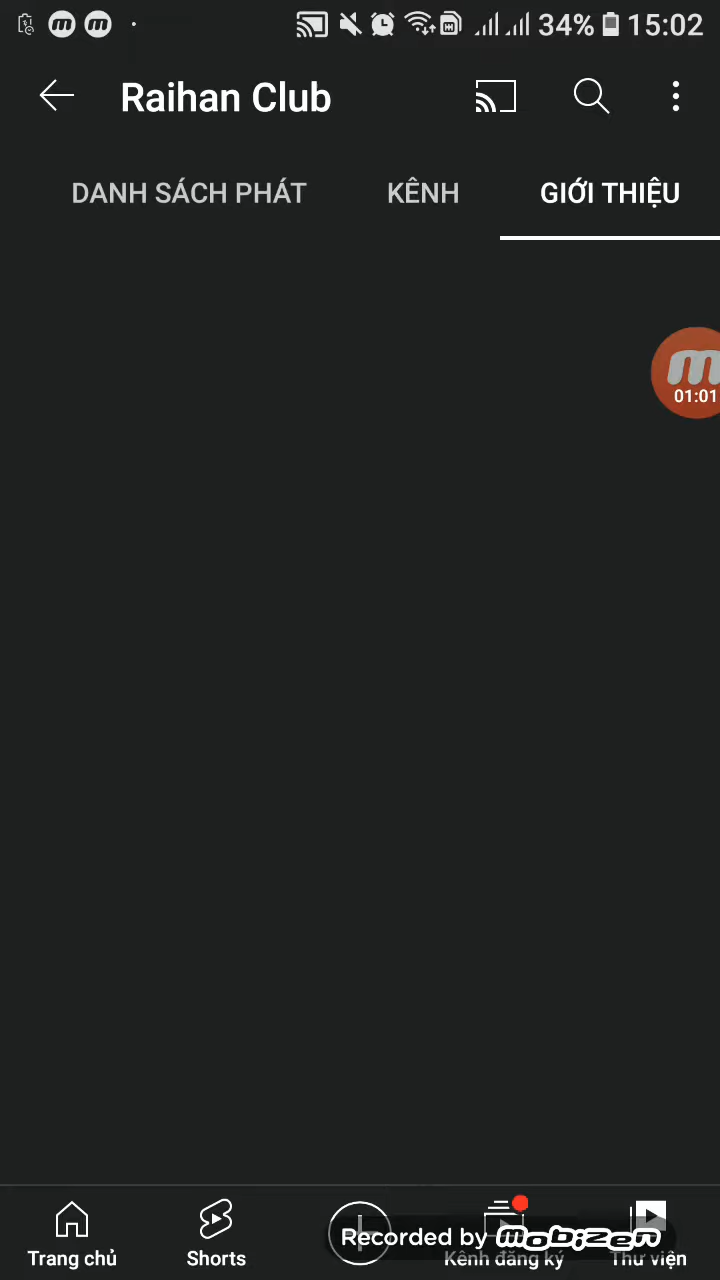 34% 15:02
Raihan Club
DANH SÁCH PHÁT KÊNH GIỚI THIỆU
m
01:01
Recorded by mobizen
Trang chủ Shorts Kênh đăng ký Thư viện